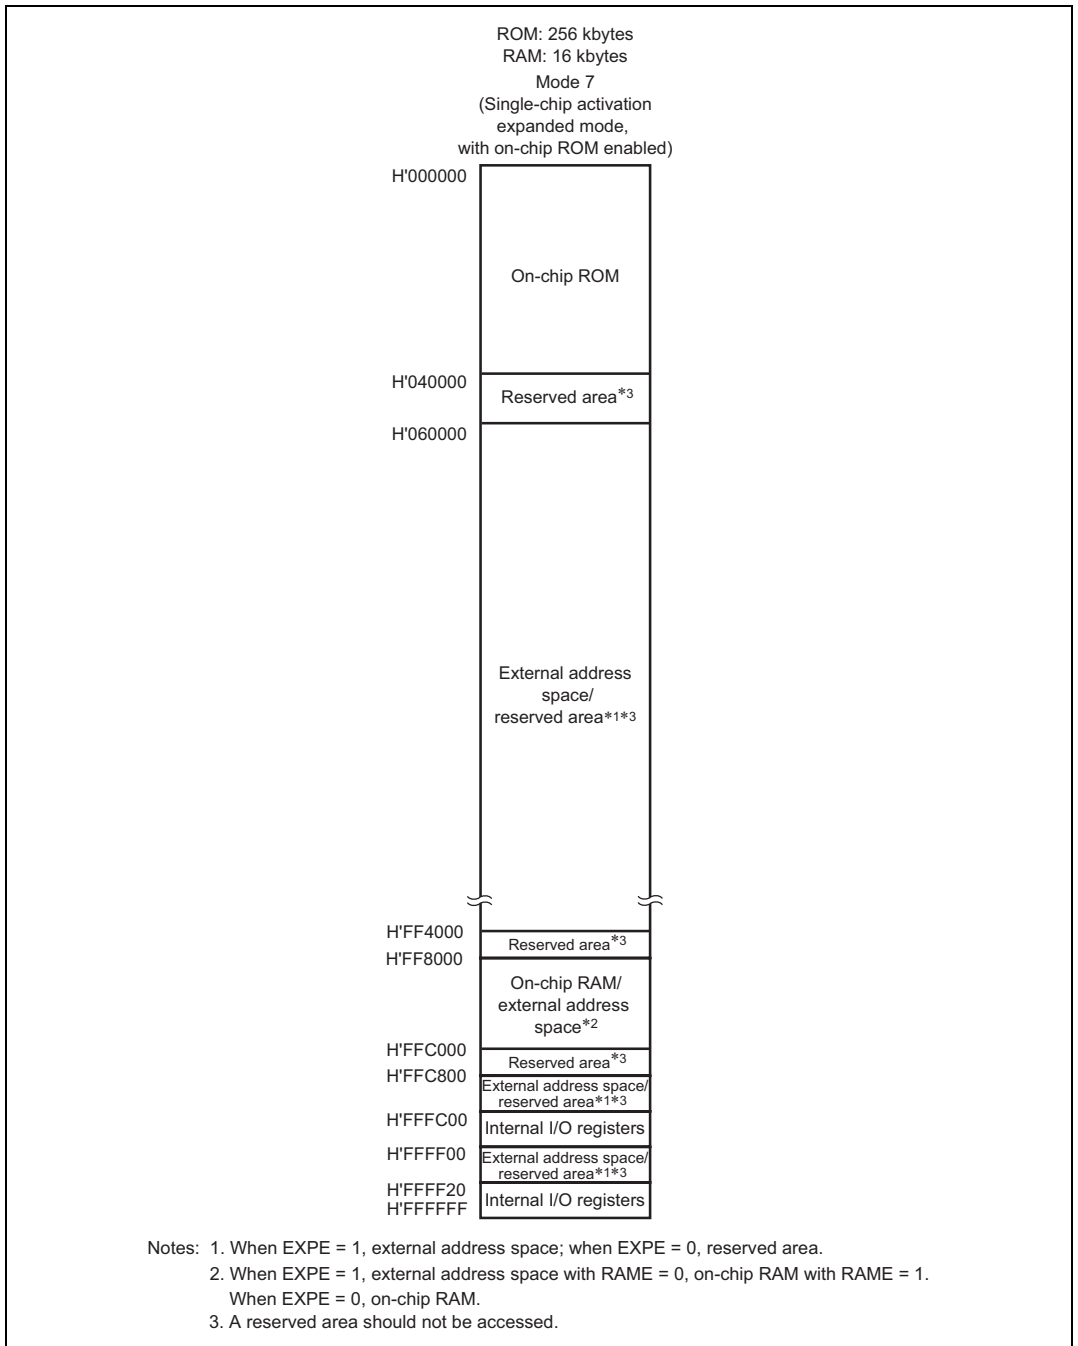 ROM: 256 kbytes
RAM: 16 kbytes
Mode 7
(Single-chip activation
expanded mode,
with on-chip ROM enabled)
H'000000
On-chip ROM
H'040000
Reserved area*3
H'060000
External address
space/
reserved area*1*3
H'FF4000
Reserved area*3
H'FF8000
On-chip RAM/
external address
space*2
H'FFC000
Reserved area*3
H'FFC800
External address space/
reserved area*1*3
H'FFFC00
Internal I/O registers
H'FFFF00
External address space/
reserved area*1*3
H'FFFF20
Internal I/O registers
H'FFFFFF
Notes: 1. When EXPE = 1, external address space; when EXPE = 0, reserved area.
2. When EXPE = 1, external address space with RAME = 0, on-chip RAM with RAME = 1.
When EXPE = 0, on-chip RAM.
3. A reserved area should not be accessed.